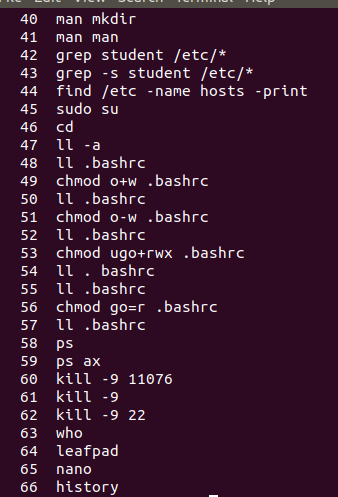 File Edit View Search Terminal Help
40 man mkdir
41 man man
42 grep student /etc/*
43 grep -s student /etc/*
44 find /etc -name hosts -print
45 sudo su
46 cd
47 ll -a
48 ll .bashrc
49 chmod o+w .bashrc
50 ll .bashrc
51 chmod o-w .bashrc
52 ll .bashrc
53 chmod ugo+rwx .bashrc
54 ll . bashrc
55 ll .bashrc
56 chmod go=r .bashrc
57 ll .bashrc
58 ps
59 ps ax
60 kill -9 11076
61 kill -9
62 kill -9 22
63 who
64 leafpad
65 nano
66 history